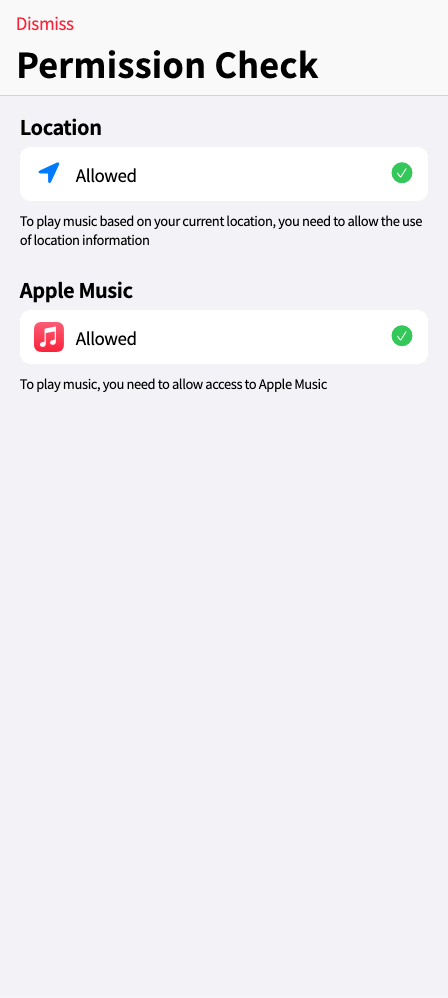 Dismiss
Permission Check
Location
Allowed
To play music based on your current location, you need to allow the use
of location information
Apple Music
Allowed
To play music, you need to allow access to Apple Music